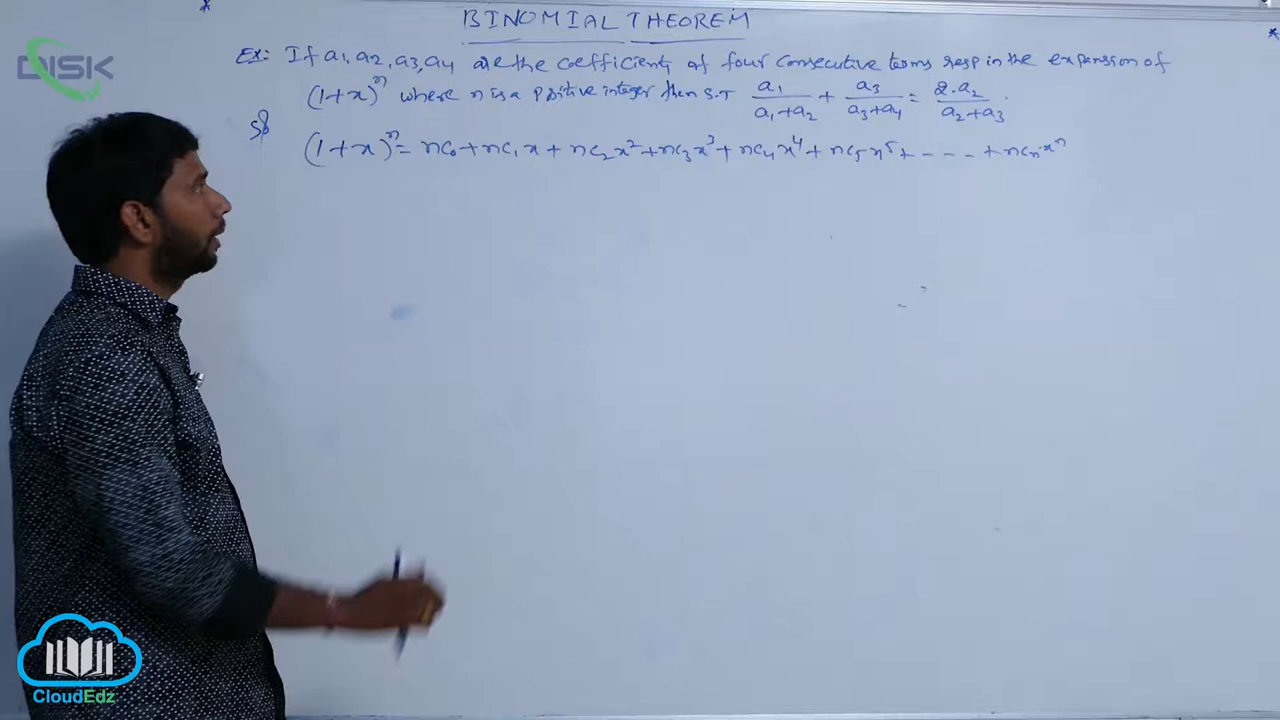 BINOMIAL THEOREM
Ex: If a1, a2, a3, a4 are the coefficients of four consecutive terms resp in the expension of
(1+x)^n where n is a positive integer then S.T a1/(a1+a2) + a3/(a3+a4) = 2.a2/(a2+a3).
Sol (1+x)^n = nC0 + nC1 x + nC2 x^2 + nC3 x^3 + nC4 x^4 + nC5 x^5 + - - - - + nCn.x^n
DISK
CloudEdz